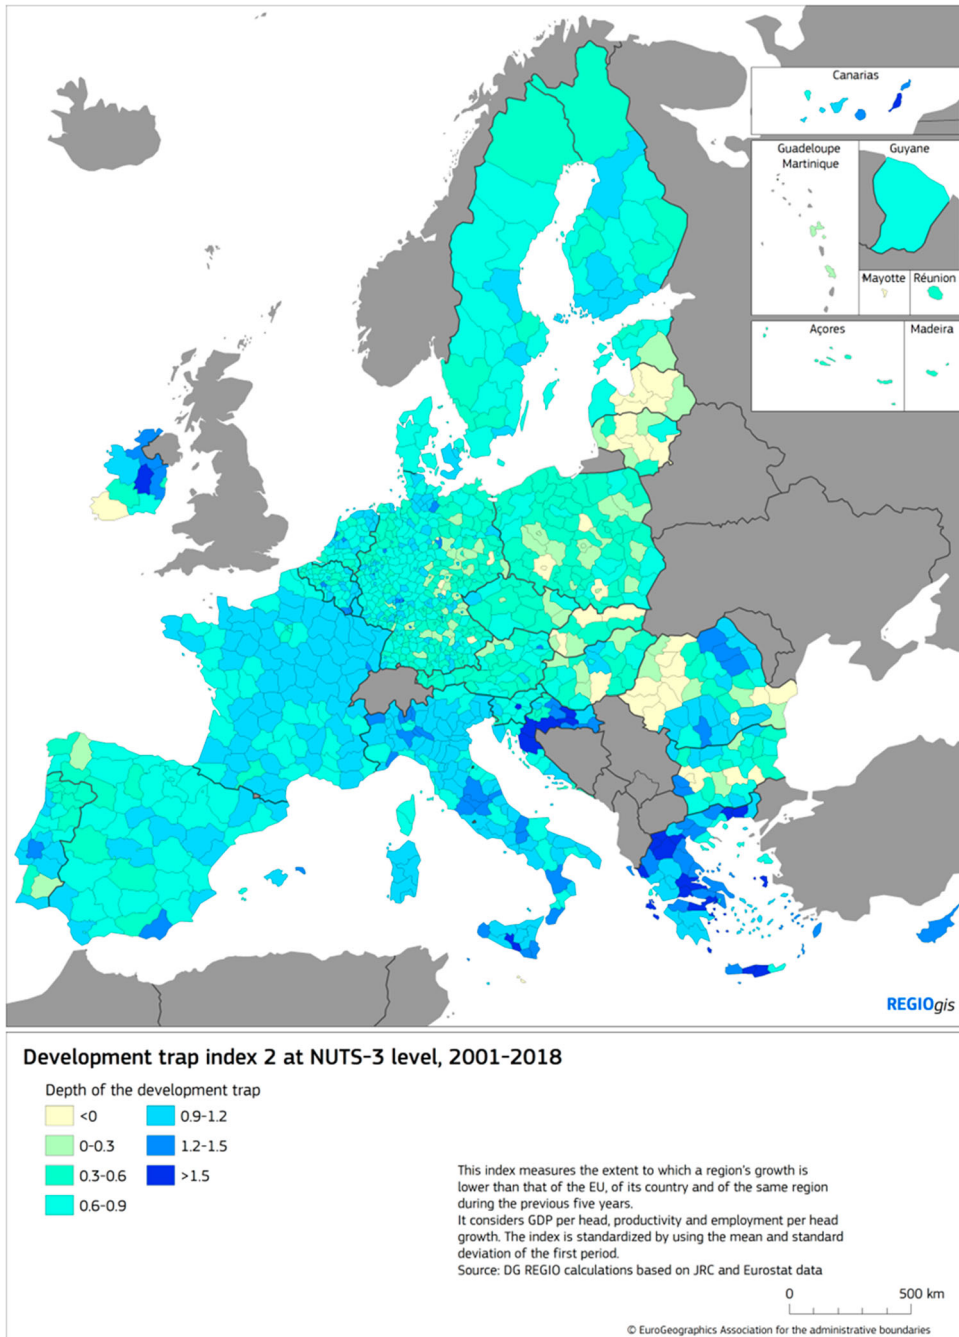 Canarias
Guadeloupe
Martinique
Guyane
Mayotte
Réunion
Açores
Madeira
REGIOgis
Development trap index 2 at NUTS-3 level, 2001-2018
Depth of the development trap
<0
0-0.3
0.3-0.6
0.6-0.9
0.9-1.2
1.2-1.5
>1.5
This index measures the extent to which a region's growth is
lower than that of the EU, of its country and of the same region
during the previous five years.
It considers GDP per head, productivity and employment per head
growth. The index is standardized by using the mean and standard
deviation of the first period.
Source: DG REGIO calculations based on JRC and Eurostat data
0 500 km
© EuroGeographics Association for the administrative boundaries